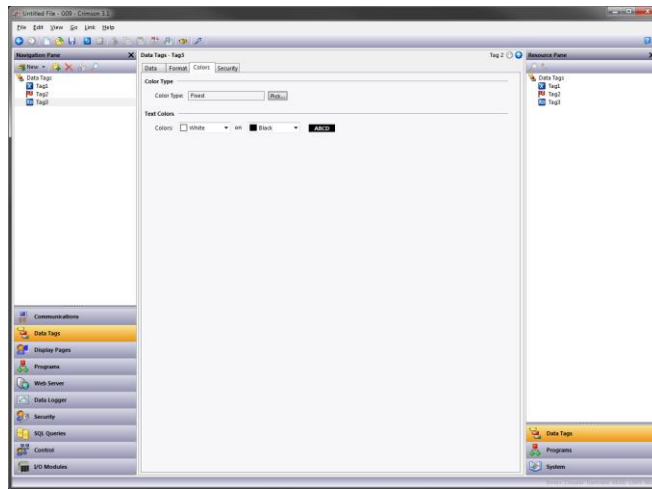 Untitled File - G09 - Crimson 3.1
File Edit View Go Link Help
Navigation Pane
New
Data Tags
Tag1
Tag2
Tag3
Communications
Data Tags
Display Pages
Programs
Web Server
Data Logger
Security
SQL Queries
Control
I/O Modules
Data Tags - Tag3
Tag 2
Data Format Colors Security
Color Type
Color Type: Fixed Pick...
Text Colors
Colors: White on Black ABCD
Resource Pane
Data Tags
Tag1
Tag2
Tag3
Data Tags
Programs
System